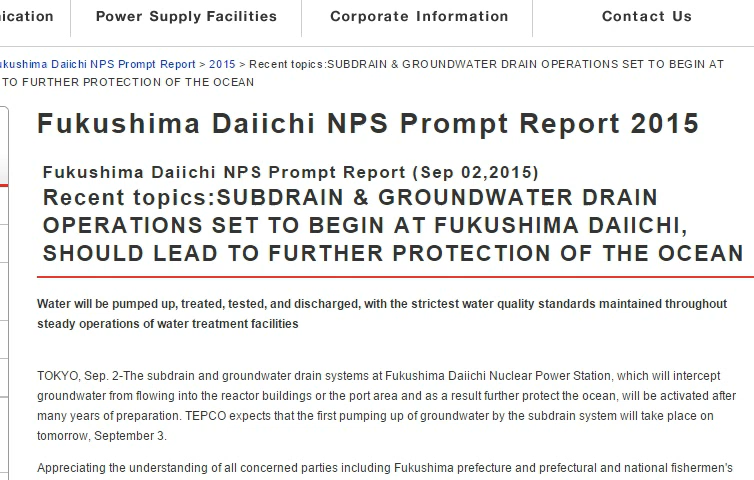 Power Supply Facilities
Corporate Information
Contact Us
Fukushima Daiichi NPS Prompt Report > 2015 > Recent topics:SUBDRAIN & GROUNDWATER DRAIN OPERATIONS SET TO BEGIN AT
TO FURTHER PROTECTION OF THE OCEAN
Fukushima Daiichi NPS Prompt Report 2015
Fukushima Daiichi NPS Prompt Report (Sep 02,2015)
Recent topics:SUBDRAIN & GROUNDWATER DRAIN
OPERATIONS SET TO BEGIN AT FUKUSHIMA DAIICHI,
SHOULD LEAD TO FURTHER PROTECTION OF THE OCEAN
Water will be pumped up, treated, tested, and discharged, with the strictest water quality standards maintained throughout
steady operations of water treatment facilities
TOKYO, Sep. 2-The subdrain and groundwater drain systems at Fukushima Daiichi Nuclear Power Station, which will intercept
groundwater from flowing into the reactor buildings or the port area and as a result further protect the ocean, will be activated after
many years of preparation. TEPCO expects that the first pumping up of groundwater by the subdrain system will take place on
tomorrow, September 3.
Appreciating the understanding of all concerned parties including Fukushima prefecture and prefectural and national fishermen's